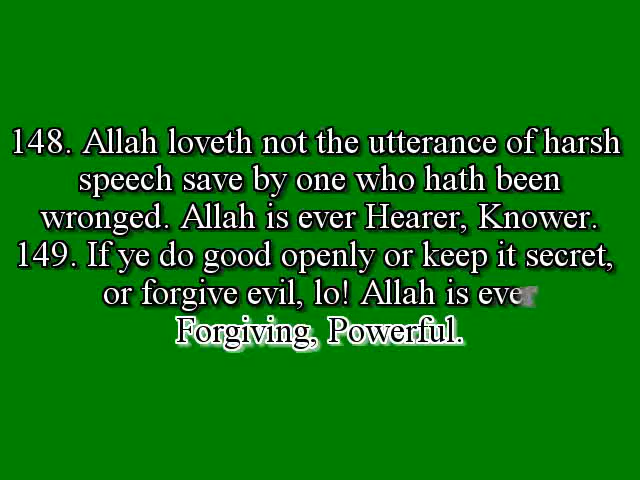 148. Allah loveth not the utterance of harsh
speech save by one who hath been
wronged. Allah is ever Hearer, Knower.
149. If ye do good openly or keep it secret,
or forgive evil, lo! Allah is ever
Forgiving, Powerful.